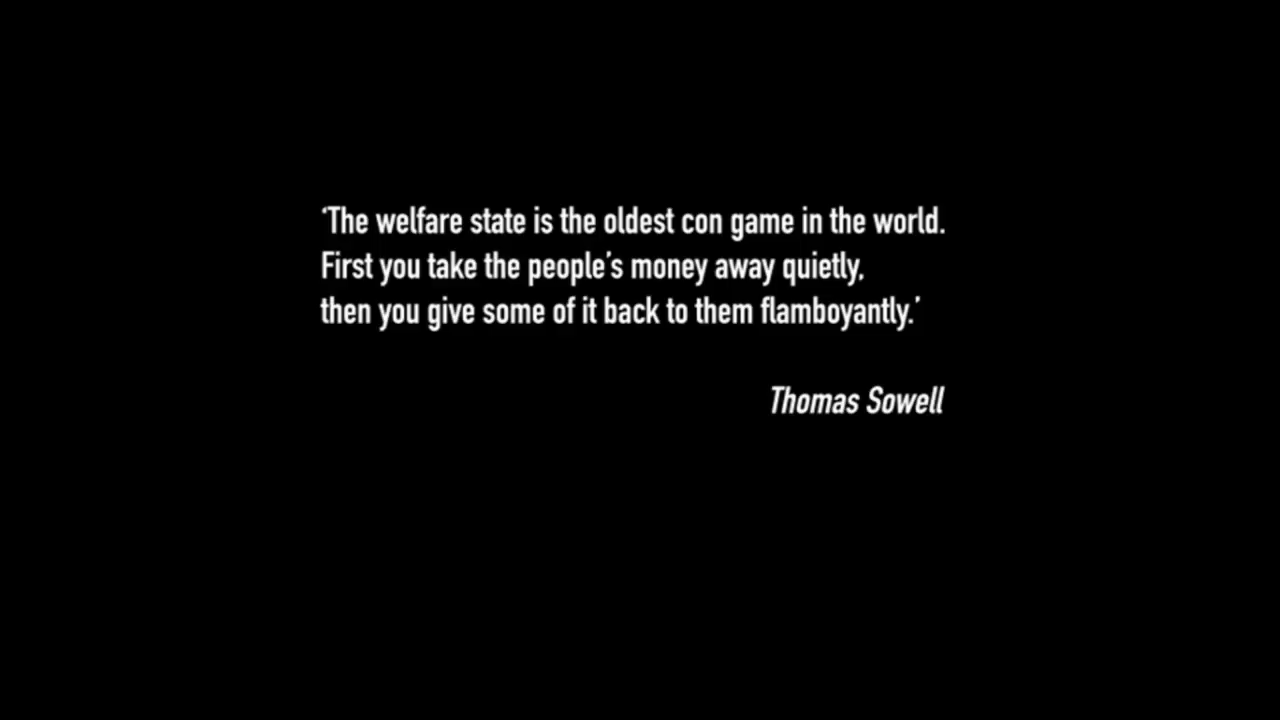 ‘The welfare state is the oldest con game in the world.
First you take the people’s money away quietly,
then you give some of it back to them flamboyantly.’
Thomas Sowell